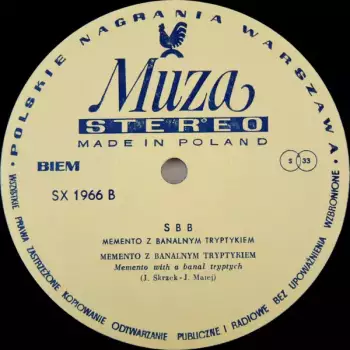 • POLSKIE NAGRANIA WARSZAWA •
Muza
STEREO
MADE IN POLAND
BIEM
S 33
SX 1966 B
S B B
MEMENTO Z BANALNYM TRYPTYKIEM
MEMENTO Z BANALNYM TRYPTYKIEM
Memento with a banal tryptych
(J. Skrzek-J. Matej)
WSZYSTKIE PRAWA ZASTRZEŻONE KOPIOWANIE ODTWARZANIE PUBLICZNE I RADIOWE BEZ UPOWAŻNIENIA WZBRONIONE